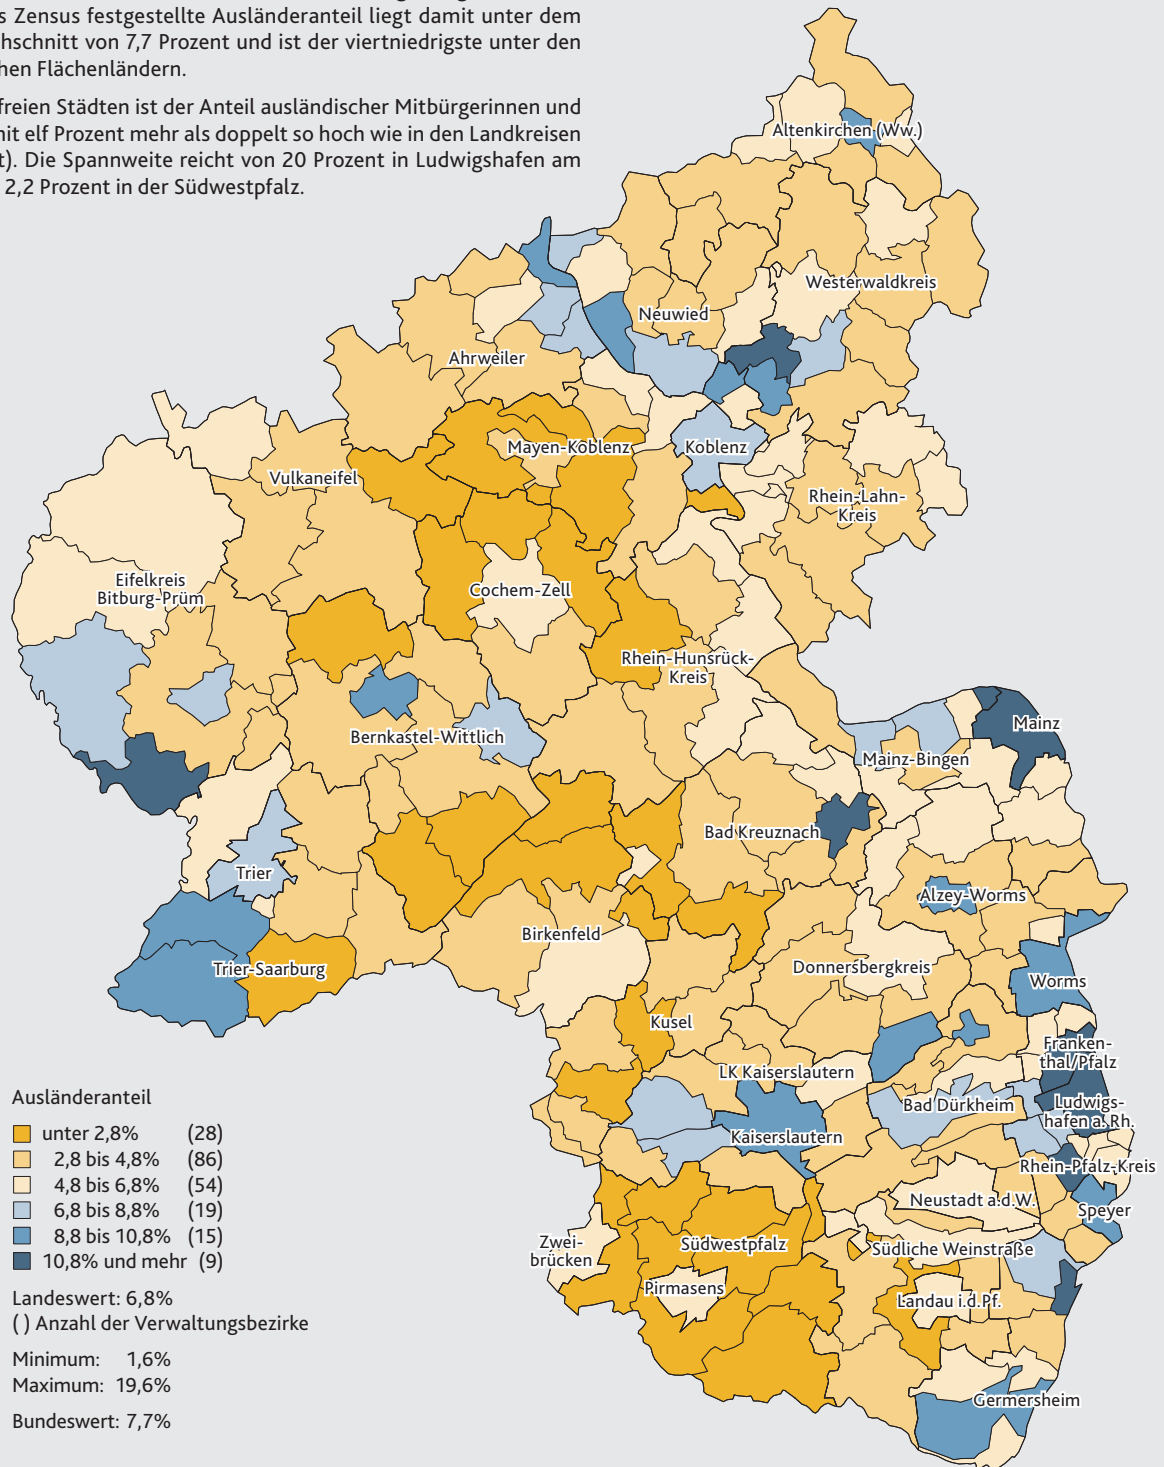 s Zensus festgestellte Ausländeranteil liegt damit unter dem
hschnitt von 7,7 Prozent und ist der viertniedrigste unter den
hen Flächenländern.
freien Städten ist der Anteil ausländischer Mitbürgerinnen und
nit elf Prozent mehr als doppelt so hoch wie in den Landkreisen
t). Die Spannweite reicht von 20 Prozent in Ludwigshafen am
2,2 Prozent in der Südwestpfalz.
Altenkirchen (Ww.)
Westerwaldkreis
Neuwied
Ahrweiler
Mayen-Koblenz
Koblenz
Vulkaneifel
Rhein-Lahn-
Kreis
Eifelkreis
Bitburg-Prüm
Cochem-Zell
Rhein-Hunsrück-
Kreis
Mainz
Bernkastel-Wittlich
Mainz-Bingen
Bad Kreuznach
Trier
Alzey-Worms
Birkenfeld
Trier-Saarburg
Donnersbergkreis
Worms
Kusel
Franken-
thal/Pfalz
LK Kaiserslautern
Bad Dürkheim
Ludwigs-
hafen a. Rh.
Kaiserslautern
Rhein-Pfalz-Kreis
Neustadt a.d.W.
Speyer
Zwei-
brücken
Südwestpfalz
Südliche Weinstraße
Pirmasens
Landau i.d.Pf.
Germersheim
Ausländeranteil
unter 2,8% (28)
2,8 bis 4,8% (86)
4,8 bis 6,8% (54)
6,8 bis 8,8% (19)
8,8 bis 10,8% (15)
10,8% und mehr (9)
Landeswert: 6,8%
( ) Anzahl der Verwaltungsbezirke
Minimum: 1,6%
Maximum: 19,6%
Bundeswert: 7,7%